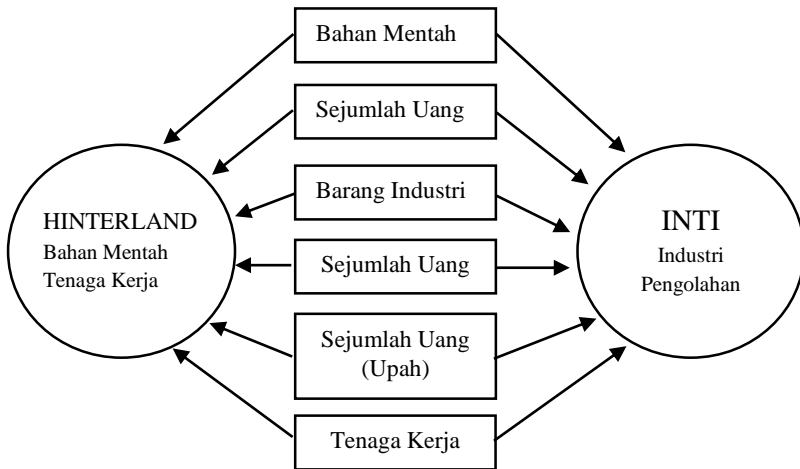 Bahan Mentah
Sejumlah Uang
Barang Industri
Sejumlah Uang
Sejumlah Uang
(Upah)
Tenaga Kerja
HINTERLAND
Bahan Mentah
Tenaga Kerja
INTI
Industri
Pengolahan